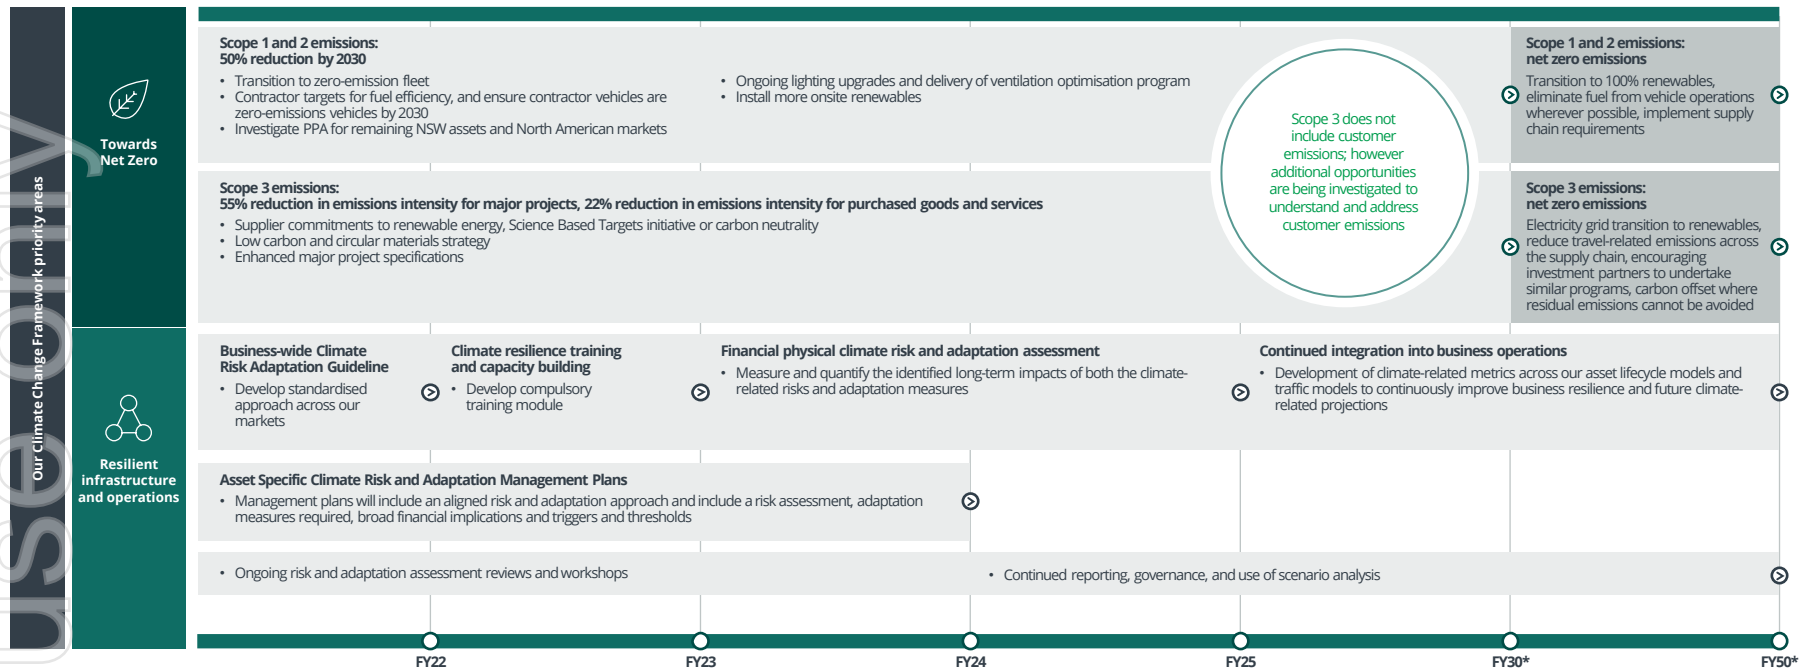 Our Climate Change Framework priority areas
use only
Towards
Net Zero
Scope 1 and 2 emissions:
50% reduction by 2030
• Transition to zero-emission fleet
• Contractor targets for fuel efficiency, and ensure contractor vehicles are
zero-emissions vehicles by 2030
• Investigate PPA for remaining NSW assets and North American markets
• Ongoing lighting upgrades and delivery of ventilation optimisation program
• Install more onsite renewables
Scope 1 and 2 emissions:
net zero emissions
Transition to 100% renewables,
eliminate fuel from vehicle operations
wherever possible, implement supply
chain requirements
Scope 3 does not
include customer
emissions; however
additional opportunities
are being investigated to
understand and address
customer emissions
Scope 3 emissions:
55% reduction in emissions intensity for major projects, 22% reduction in emissions intensity for purchased goods and services
• Supplier commitments to renewable energy, Science Based Targets initiative or carbon neutrality
• Low carbon and circular materials strategy
• Enhanced major project specifications
Scope 3 emissions:
net zero emissions
Electricity grid transition to renewables,
reduce travel-related emissions across
the supply chain, encouraging
investment partners to undertake
similar programs, carbon offset where
residual emissions cannot be avoided
Resilient
infrastructure
and operations
Business-wide Climate
Risk Adaptation Guideline
• Develop standardised
approach across our
markets
Climate resilience training
and capacity building
• Develop compulsory
training module
Financial physical climate risk and adaptation assessment
• Measure and quantify the identified long-term impacts of both the climate-
related risks and adaptation measures
Continued integration into business operations
• Development of climate-related metrics across our asset lifecycle models and
traffic models to continuously improve business resilience and future climate-
related projections
Asset Specific Climate Risk and Adaptation Management Plans
• Management plans will include an aligned risk and adaptation approach and include a risk assessment, adaptation
measures required, broad financial implications and triggers and thresholds
• Ongoing risk and adaptation assessment reviews and workshops
• Continued reporting, governance, and use of scenario analysis
FY22
FY23
FY24
FY25
FY30*
FY50*